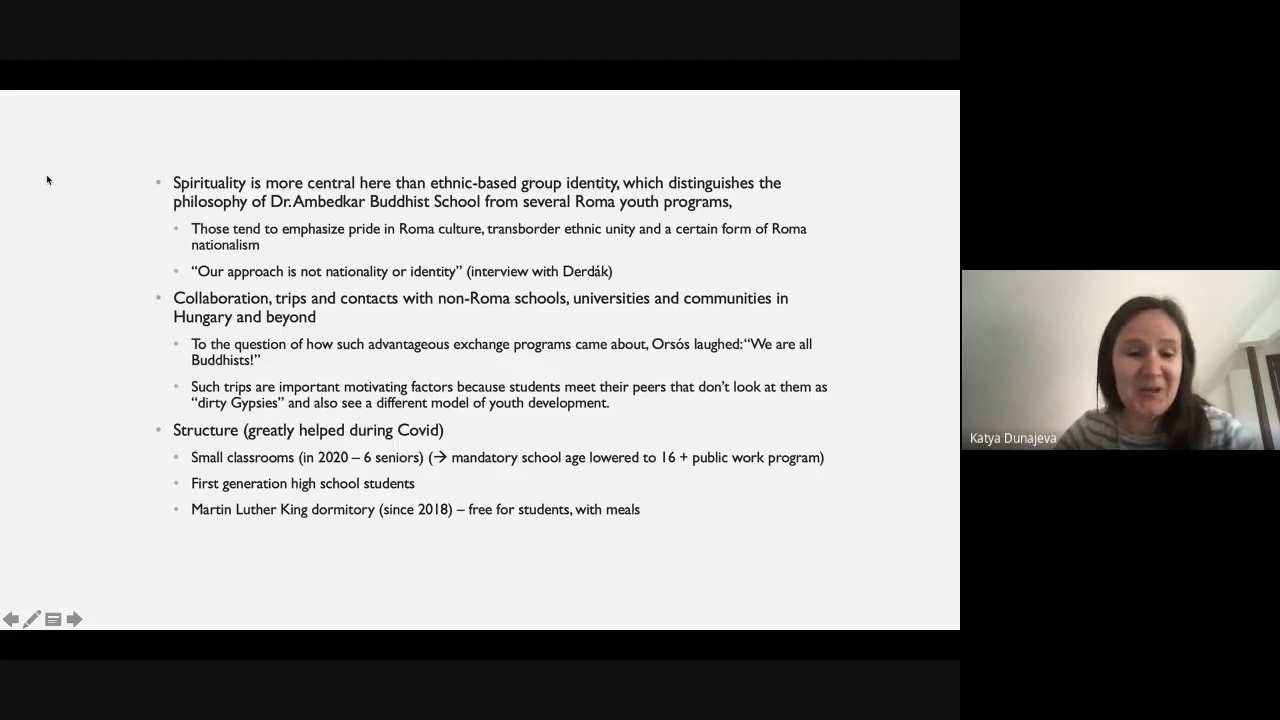 Spirituality is more central here than ethnic-based group identity, which distinguishes the
philosophy of Dr. Ambedkar Buddhist School from several Roma youth programs,
Those tend to emphasize pride in Roma culture, transborder ethnic unity and a certain form of Roma
nationalism
“Our approach is not nationality or identity” (interview with Derdák)
Collaboration, trips and contacts with non-Roma schools, universities and communities in
Hungary and beyond
To the question of how such advantageous exchange programs came about, Orsós laughed: “We are all
Buddhists!”
Such trips are important motivating factors because students meet their peers that don’t look at them as
“dirty Gypsies” and also see a different model of youth development.
Structure (greatly helped during Covid)
Small classrooms (in 2020 – 6 seniors) (→ mandatory school age lowered to 16 + public work program)
First generation high school students
Martin Luther King dormitory (since 2018) – free for students, with meals
Katya Dunajeva